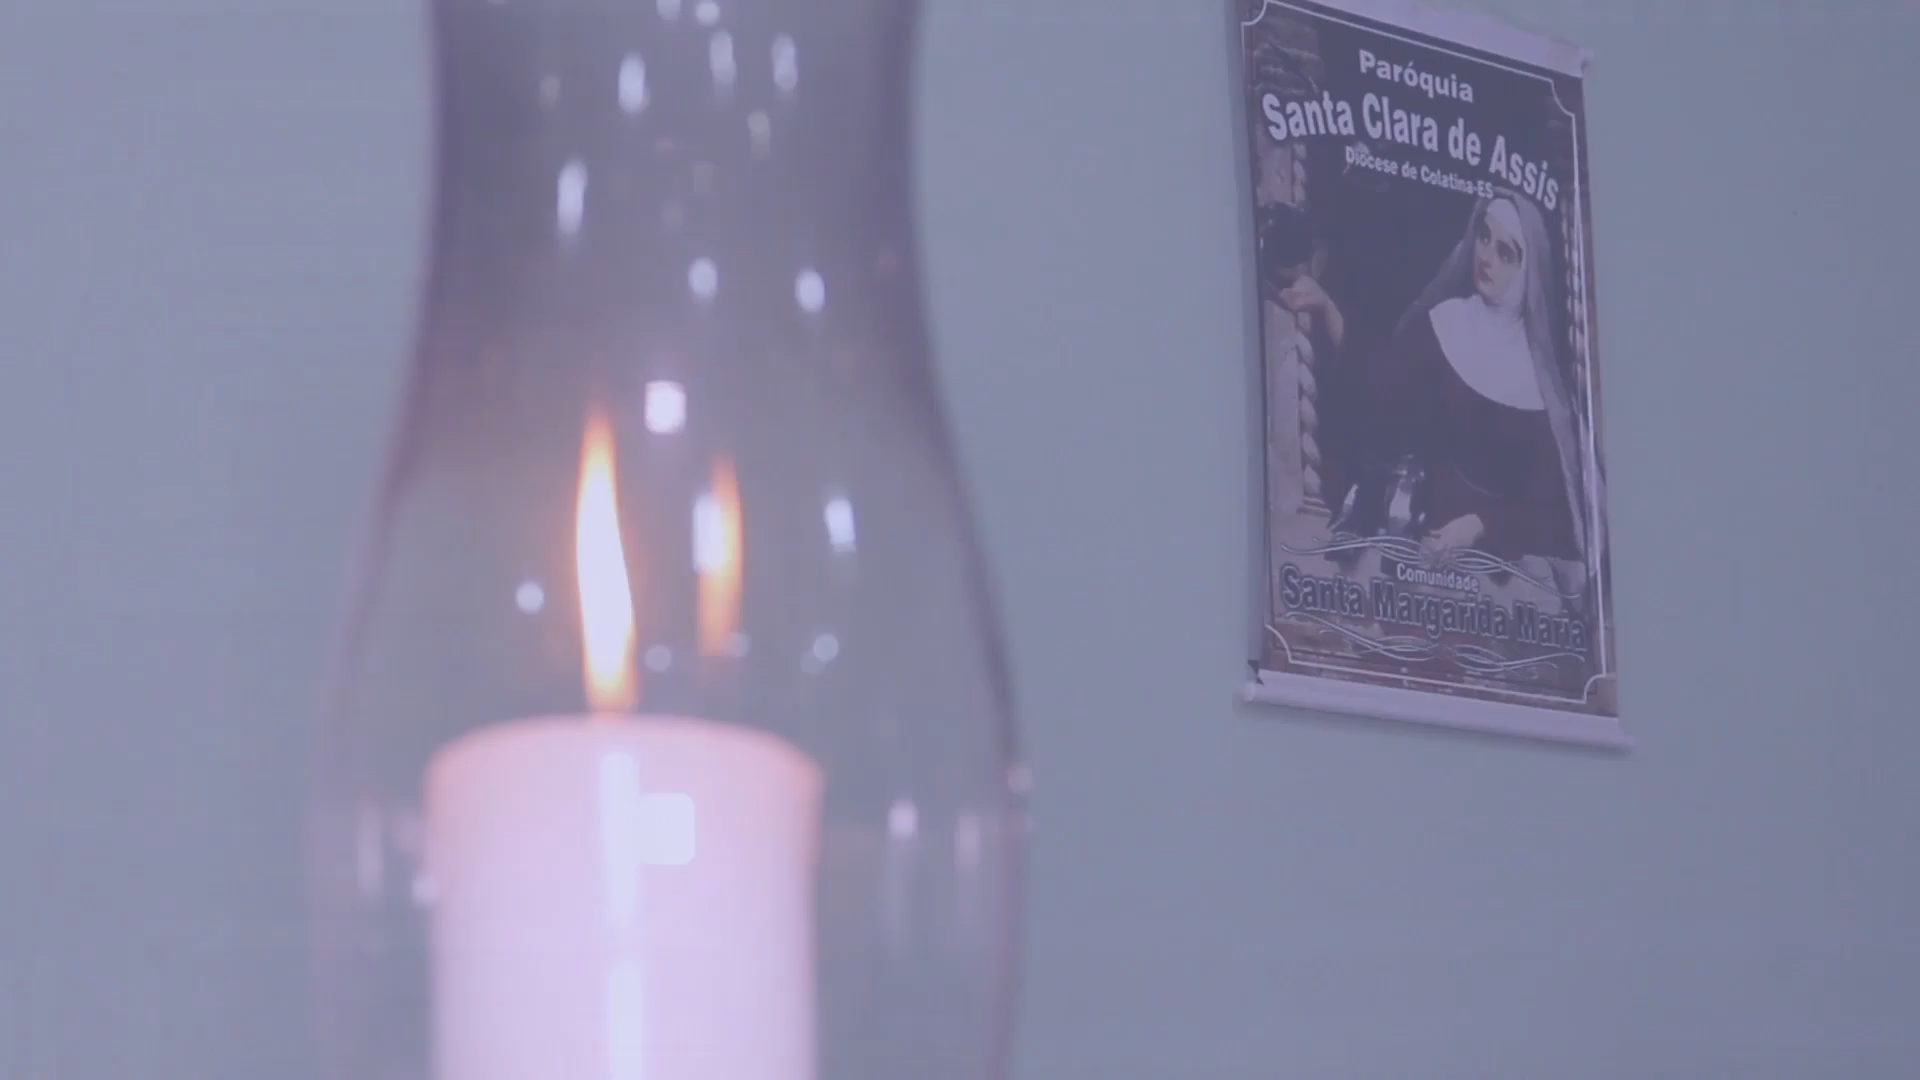 Paróquia
Santa Clara de Assis
Diocese de Colatina-ES
Comunidade
Santa Margarida Maria